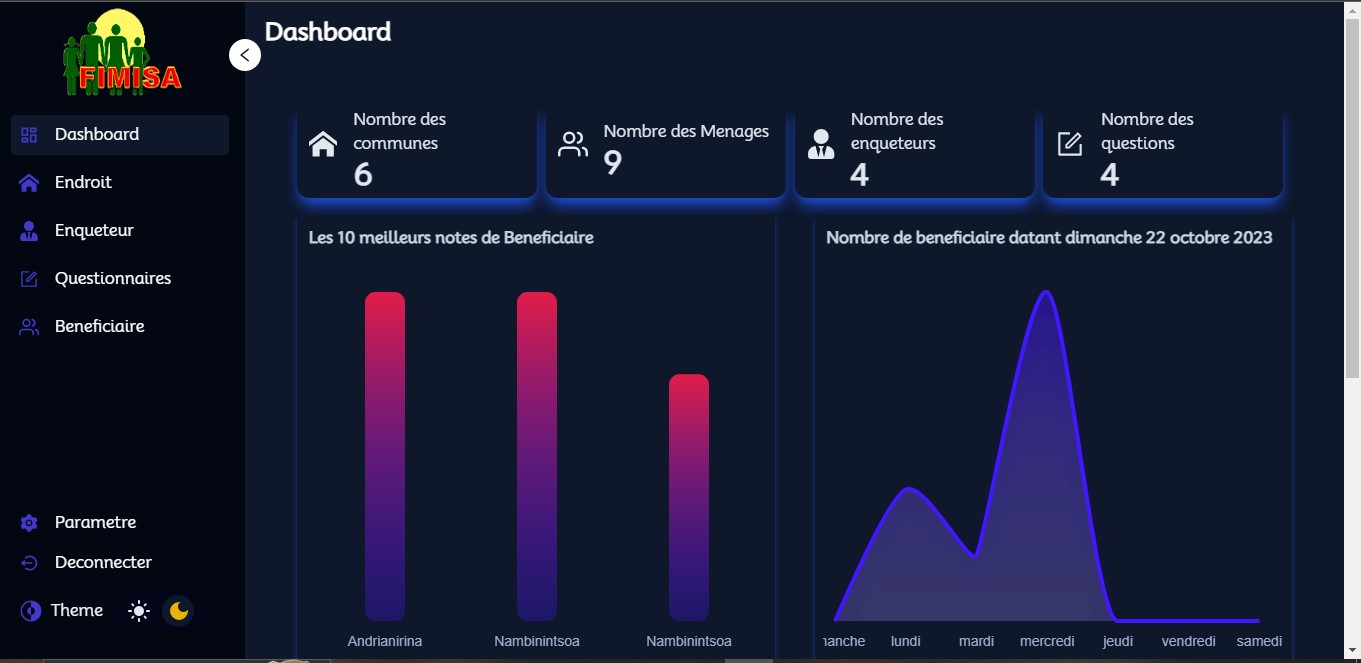 FIMISA
Dashboard
Endroit
Enqueteur
Questionnaires
Beneficiaire
Parametre
Deconnecter
Theme
Dashboard
Nombre des
communes
6
Nombre des Menages
9
Nombre des
enqueteurs
4
Nombre des
questions
4
Les 10 meilleurs notes de Beneficiaire
Andrianirina Nambinintsoa Nambinintsoa
Nombre de beneficiaire datant dimanche 22 octobre 2023
anche lundi mardi mercredi jeudi vendredi samedi